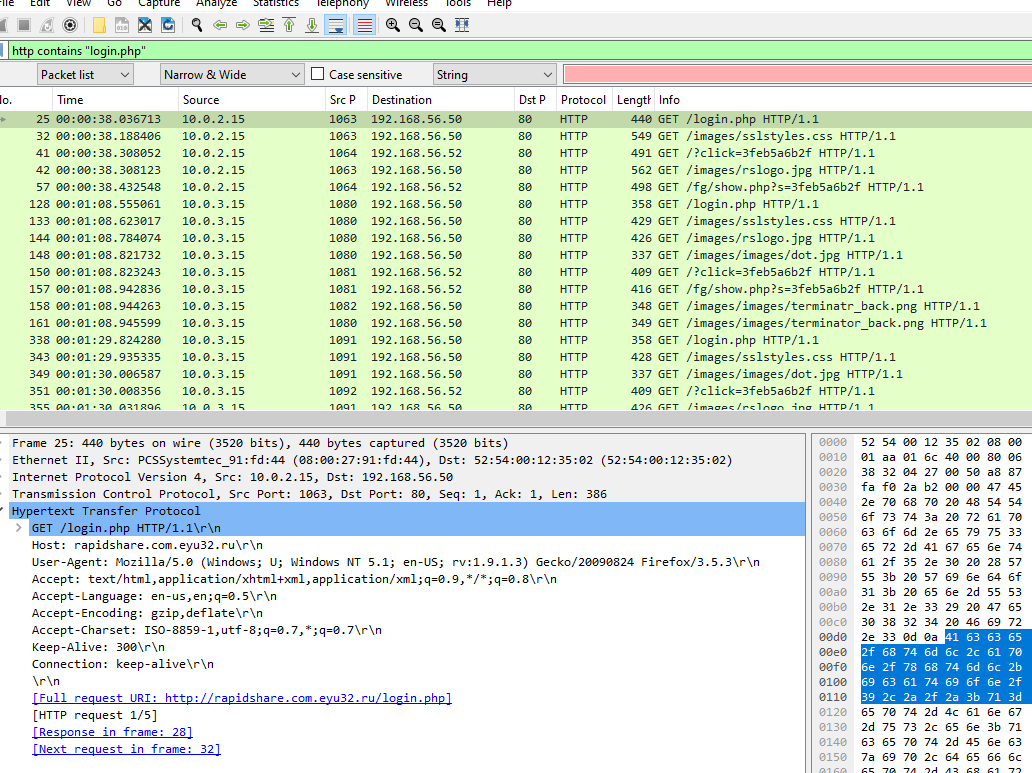 File Edit View Go Capture Analyze Statistics Telephony Wireless Tools Help
http contains "login.php"
Packet list Narrow & Wide Case sensitive String
No. Time Source Src P Destination Dst P Protocol Length Info
25 00:00:38.036713 10.0.2.15 1063 192.168.56.50 80 HTTP 440 GET /login.php HTTP/1.1
32 00:00:38.188406 10.0.2.15 1063 192.168.56.50 80 HTTP 549 GET /images/sslstyles.css HTTP/1.1
41 00:00:38.308052 10.0.2.15 1064 192.168.56.52 80 HTTP 491 GET /?click=3feb5a6b2f HTTP/1.1
42 00:00:38.308123 10.0.2.15 1063 192.168.56.50 80 HTTP 562 GET /images/rslogo.jpg HTTP/1.1
57 00:00:38.432548 10.0.2.15 1064 192.168.56.52 80 HTTP 498 GET /fg/show.php?s=3feb5a6b2f HTTP/1.1
128 00:01:08.555061 10.0.3.15 1080 192.168.56.50 80 HTTP 358 GET /login.php HTTP/1.1
133 00:01:08.623017 10.0.3.15 1080 192.168.56.50 80 HTTP 429 GET /images/sslstyles.css HTTP/1.1
144 00:01:08.784074 10.0.3.15 1080 192.168.56.50 80 HTTP 426 GET /images/rslogo.jpg HTTP/1.1
148 00:01:08.821732 10.0.3.15 1080 192.168.56.50 80 HTTP 337 GET /images/images/dot.jpg HTTP/1.1
150 00:01:08.823243 10.0.3.15 1081 192.168.56.52 80 HTTP 409 GET /?click=3feb5a6b2f HTTP/1.1
157 00:01:08.942836 10.0.3.15 1081 192.168.56.52 80 HTTP 416 GET /fg/show.php?s=3feb5a6b2f HTTP/1.1
158 00:01:08.944263 10.0.3.15 1082 192.168.56.50 80 HTTP 348 GET /images/images/terminatr_back.png HTTP/1.1
161 00:01:08.945599 10.0.3.15 1080 192.168.56.50 80 HTTP 349 GET /images/images/terminator_back.png HTTP/1.1
338 00:01:29.824280 10.0.3.15 1091 192.168.56.50 80 HTTP 358 GET /login.php HTTP/1.1
343 00:01:29.935335 10.0.3.15 1091 192.168.56.50 80 HTTP 428 GET /images/sslstyles.css HTTP/1.1
349 00:01:30.006587 10.0.3.15 1091 192.168.56.50 80 HTTP 337 GET /images/images/dot.jpg HTTP/1.1
351 00:01:30.008356 10.0.3.15 1092 192.168.56.52 80 HTTP 409 GET /?click=3feb5a6b2f HTTP/1.1
355 00:01:30.031896 10.0.3.15 1091 192.168.56.50 80 HTTP 426 GET /images/rslogo.jpg HTTP/1.1
Frame 25: 440 bytes on wire (3520 bits), 440 bytes captured (3520 bits)
Ethernet II, Src: PCSSystemtec_91:fd:44 (08:00:27:91:fd:44), Dst: 52:54:00:12:35:02 (52:54:00:12:35:02)
Internet Protocol Version 4, Src: 10.0.2.15, Dst: 192.168.56.50
Transmission Control Protocol, Src Port: 1063, Dst Port: 80, Seq: 1, Ack: 1, Len: 386
Hypertext Transfer Protocol
GET /login.php HTTP/1.1\r\n
Host: rapidshare.com.eyu32.ru\r\n
User-Agent: Mozilla/5.0 (Windows; U; Windows NT 5.1; en-US; rv:1.9.1.3) Gecko/20090824 Firefox/3.5.3\r\n
Accept: text/html,application/xhtml+xml,application/xml;q=0.9,*/*;q=0.8\r\n
Accept-Language: en-us,en;q=0.5\r\n
Accept-Encoding: gzip,deflate\r\n
Accept-Charset: ISO-8859-1,utf-8;q=0.7,*;q=0.7\r\n
Keep-Alive: 300\r\n
Connection: keep-alive\r\n
\r\n
[Full request URI: http://rapidshare.com.eyu32.ru/login.php]
[HTTP request 1/5]
[Response in frame: 28]
[Next request in frame: 32]
0000 52 54 00 12 35 02 08 00
0010 01 aa 01 6c 40 00 80 06
0020 38 32 04 27 00 50 a8 87
0030 fa f0 2a b2 00 00 47 45
0040 2e 70 68 70 20 48 54 54
0050 6f 73 74 3a 20 72 61 70
0060 63 6f 6d 2e 65 79 75 33
0070 65 72 2d 41 67 65 6e 74
0080 61 2f 35 2e 30 20 28 57
0090 55 3b 20 57 69 6e 64 6f
00a0 31 3b 20 65 6e 2d 55 53
00b0 2e 31 2e 33 29 20 47 65
00c0 30 38 32 34 20 46 69 72
00d0 2e 33 0d 0a 41 63 63 65
00e0 2f 68 74 6d 6c 2c 61 70
00f0 6e 2f 78 68 74 6d 6c 2b
0100 69 63 61 74 69 6f 6e 2f
0110 39 2c 2a 2f 2a 3b 71 3d
0120 65 70 74 2d 4c 61 6e 67
0130 2d 75 73 2c 65 6e 3b 71
0140 63 65 70 74 2d 45 6e 63
0150 7a 69 70 2c 64 65 66 6c
0160 65 70 74 2d 43 68 61 72